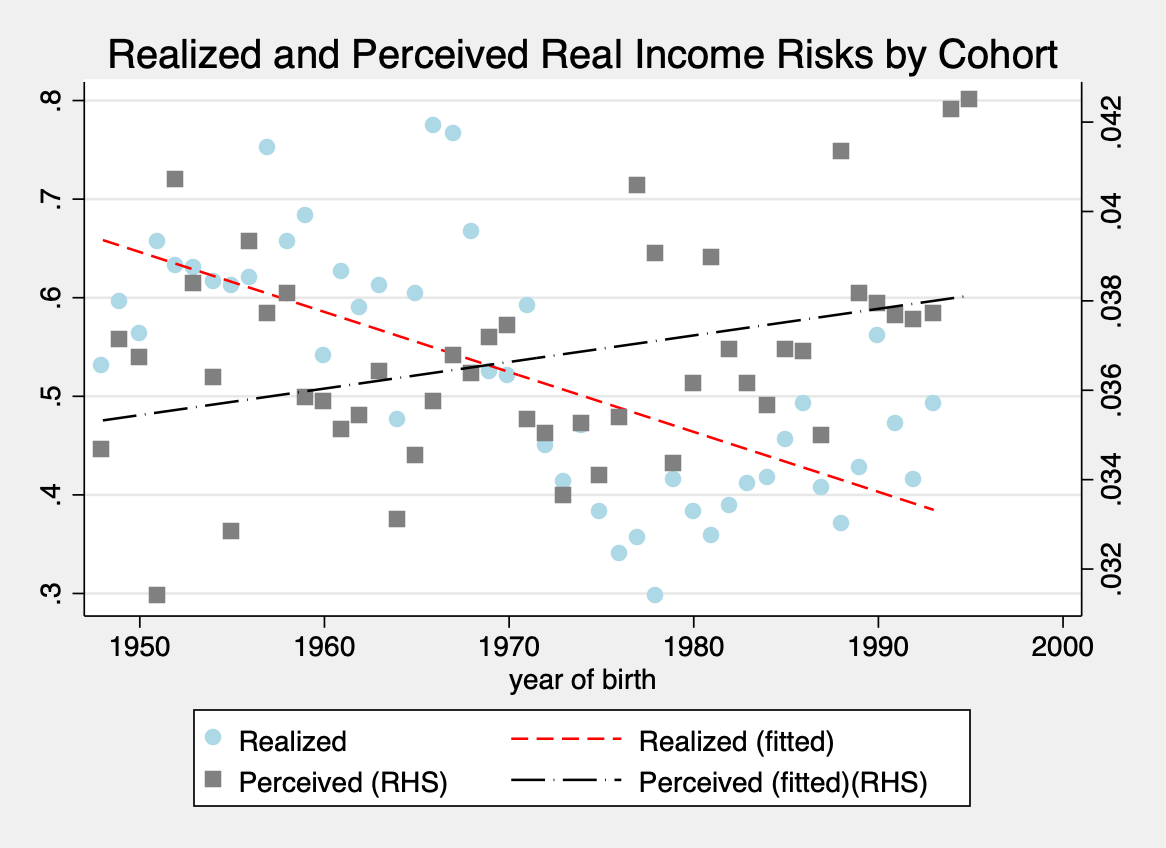 Realized and Perceived Real Income Risks by Cohort
.8
.7
.6
.5
.4
.3
.042
.04
.038
.036
.034
.032
1950 1960 1970 1980 1990 2000
year of birth
Realized Realized (fitted)
Perceived (RHS) Perceived (fitted)(RHS)